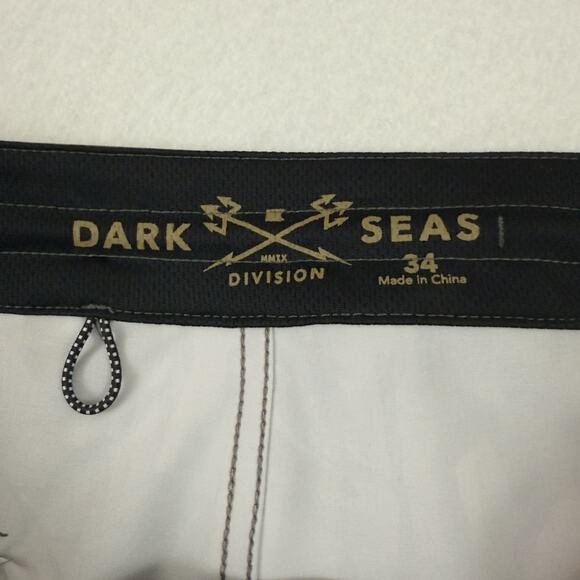 DARK SEAS
MMIX
DIVISION
34
Made in China